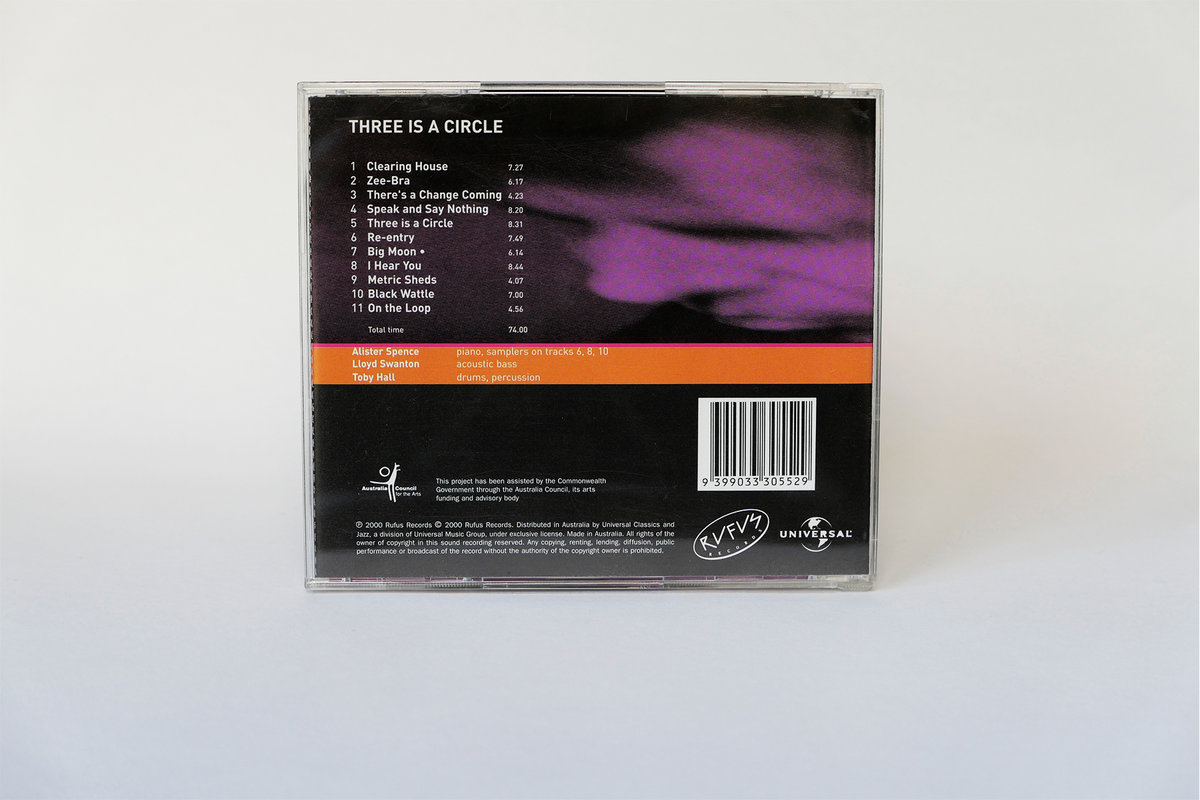 THREE IS A CIRCLE
1 Clearing House 7.27
2 Zee-Bra 6.17
3 There's a Change Coming 4.23
4 Speak and Say Nothing 8.20
5 Three is a Circle 8.31
6 Re-entry 7.49
7 Big Moon • 6.14
8 I Hear You 8.44
9 Metric Sheds 4.07
10 Black Wattle 7.00
11 On the Loop 4.56
Total time 74.00
Alister Spence piano, samplers on tracks 6, 8, 10
Lloyd Swanton acoustic bass
Toby Hall drums, percussion
9 399033 305529
Australia Council
for the Arts
This project has been assisted by the Commonwealth
Government through the Australia Council, its arts
funding and advisory body
℗ 2000 Rufus Records © 2000 Rufus Records. Distributed in Australia by Universal Classics and
Jazz, a division of Universal Music Group, under exclusive license. Made in Australia. All rights of the
owner of copyright in this sound recording reserved. Any copying, renting, lending, diffusion, public
performance or broadcast of the record without the authority of the copyright owner is prohibited.
RUFUS
RECORDS
UNIVERSAL